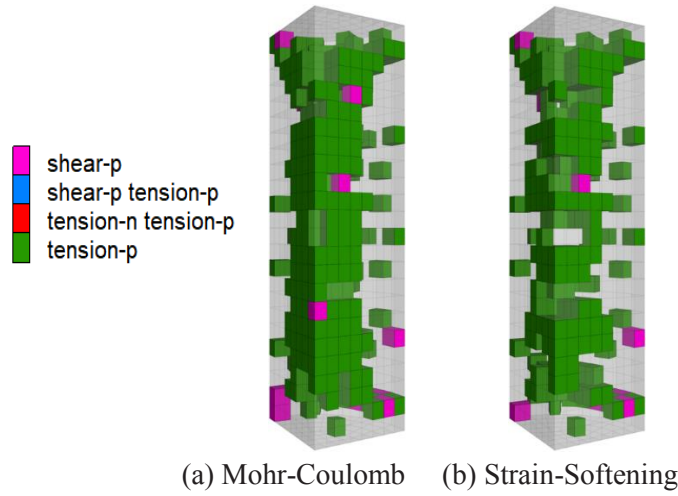 shear-p
shear-p tension-p
tension-n tension-p
tension-p
(a) Mohr-Coulomb (b) Strain-Softening